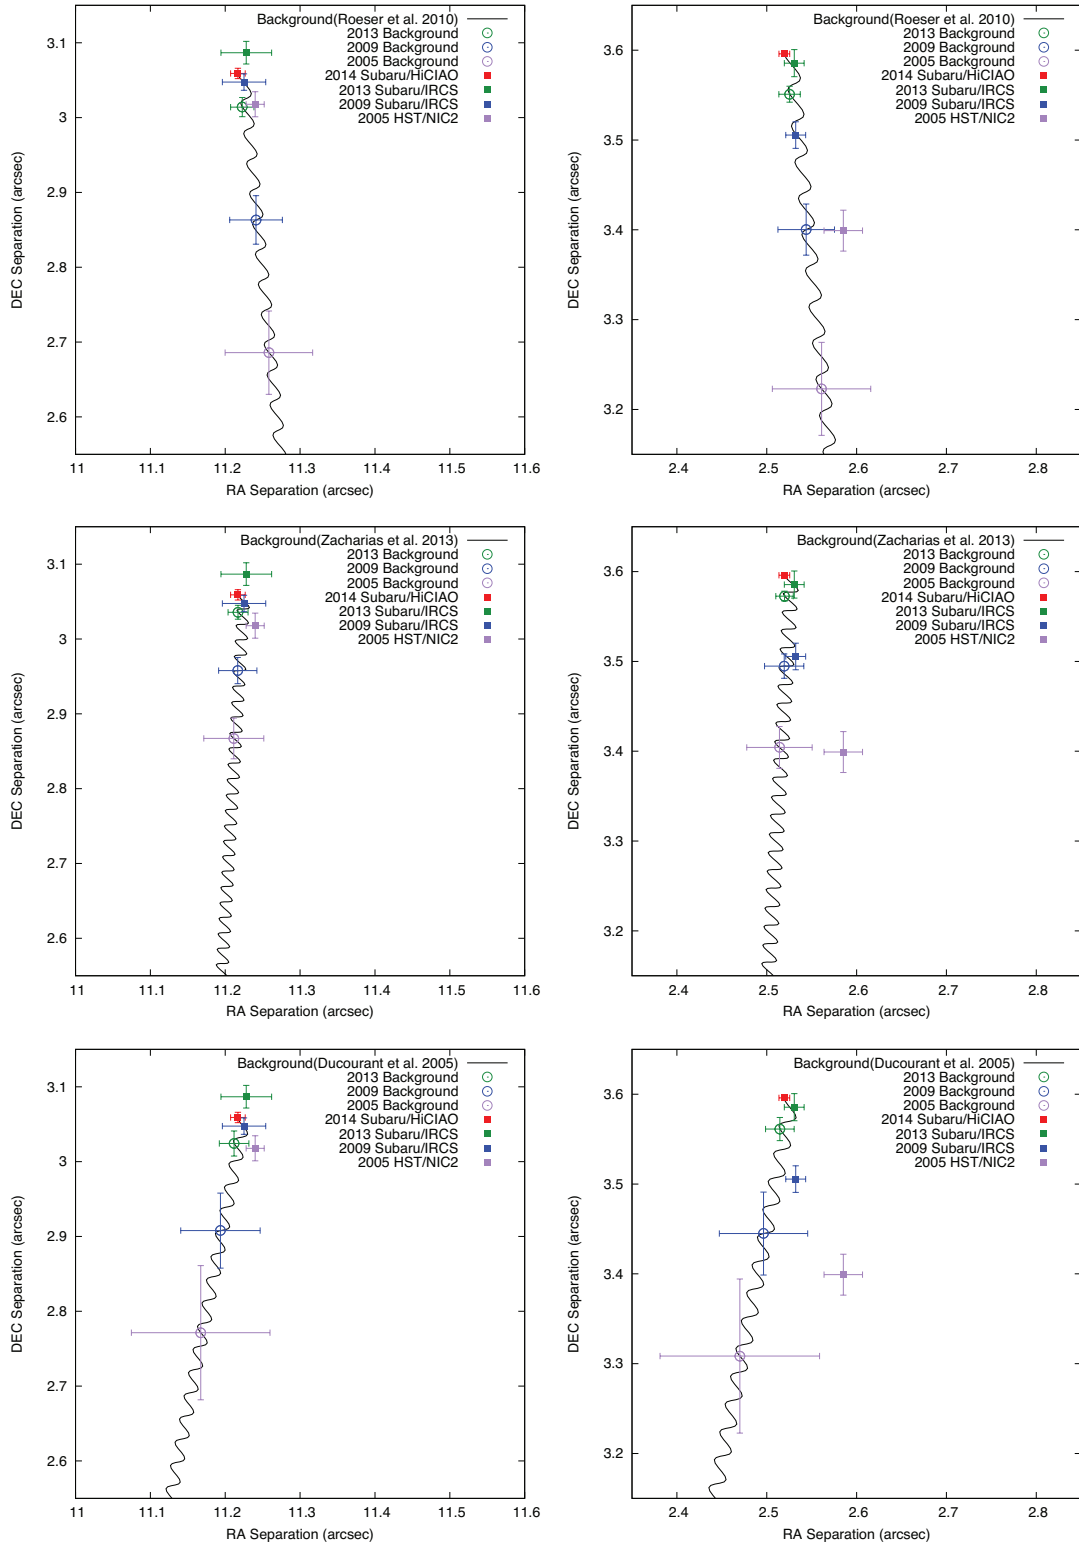 Background(Roeser et al. 2010)
2013 Background
2009 Background
2005 Background
2014 Subaru/HiCIAO
2013 Subaru/IRCS
2009 Subaru/IRCS
2005 HST/NIC2
3.1
3
2.9
2.8
2.7
2.6
DEC Separation (arcsec)
11
11.1
11.2
11.3
11.4
11.5
11.6
RA Separation (arcsec)
Background(Roeser et al. 2010)
2013 Background
2009 Background
2005 Background
2014 Subaru/HiCIAO
2013 Subaru/IRCS
2009 Subaru/IRCS
2005 HST/NIC2
3.6
3.5
3.4
3.3
3.2
DEC Separation (arcsec)
2.4
2.5
2.6
2.7
2.8
RA Separation (arcsec)
Background(Zacharias et al. 2013)
2013 Background
2009 Background
2005 Background
2014 Subaru/HiCIAO
2013 Subaru/IRCS
2009 Subaru/IRCS
2005 HST/NIC2
3.1
3
2.9
2.8
2.7
2.6
DEC Separation (arcsec)
11
11.1
11.2
11.3
11.4
11.5
11.6
RA Separation (arcsec)
Background(Zacharias et al. 2013)
2013 Background
2009 Background
2005 Background
2014 Subaru/HiCIAO
2013 Subaru/IRCS
2009 Subaru/IRCS
2005 HST/NIC2
3.6
3.5
3.4
3.3
3.2
DEC Separation (arcsec)
2.4
2.5
2.6
2.7
2.8
RA Separation (arcsec)
Background(Ducourant et al. 2005)
2013 Background
2009 Background
2005 Background
2014 Subaru/HiCIAO
2013 Subaru/IRCS
2009 Subaru/IRCS
2005 HST/NIC2
3.1
3
2.9
2.8
2.7
2.6
DEC Separation (arcsec)
11
11.1
11.2
11.3
11.4
11.5
11.6
RA Separation (arcsec)
Background(Ducourant et al. 2005)
2013 Background
2009 Background
2005 Background
2014 Subaru/HiCIAO
2013 Subaru/IRCS
2009 Subaru/IRCS
2005 HST/NIC2
3.6
3.5
3.4
3.3
3.2
DEC Separation (arcsec)
2.4
2.5
2.6
2.7
2.8
RA Separation (arcsec)